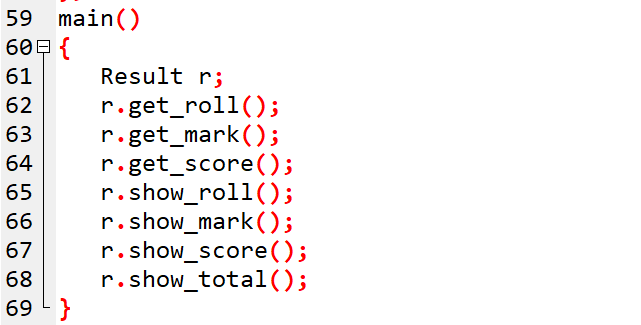 59 main()
60 {
61 Result r;
62 r.get_roll();
63 r.get_mark();
64 r.get_score();
65 r.show_roll();
66 r.show_mark();
67 r.show_score();
68 r.show_total();
69 }